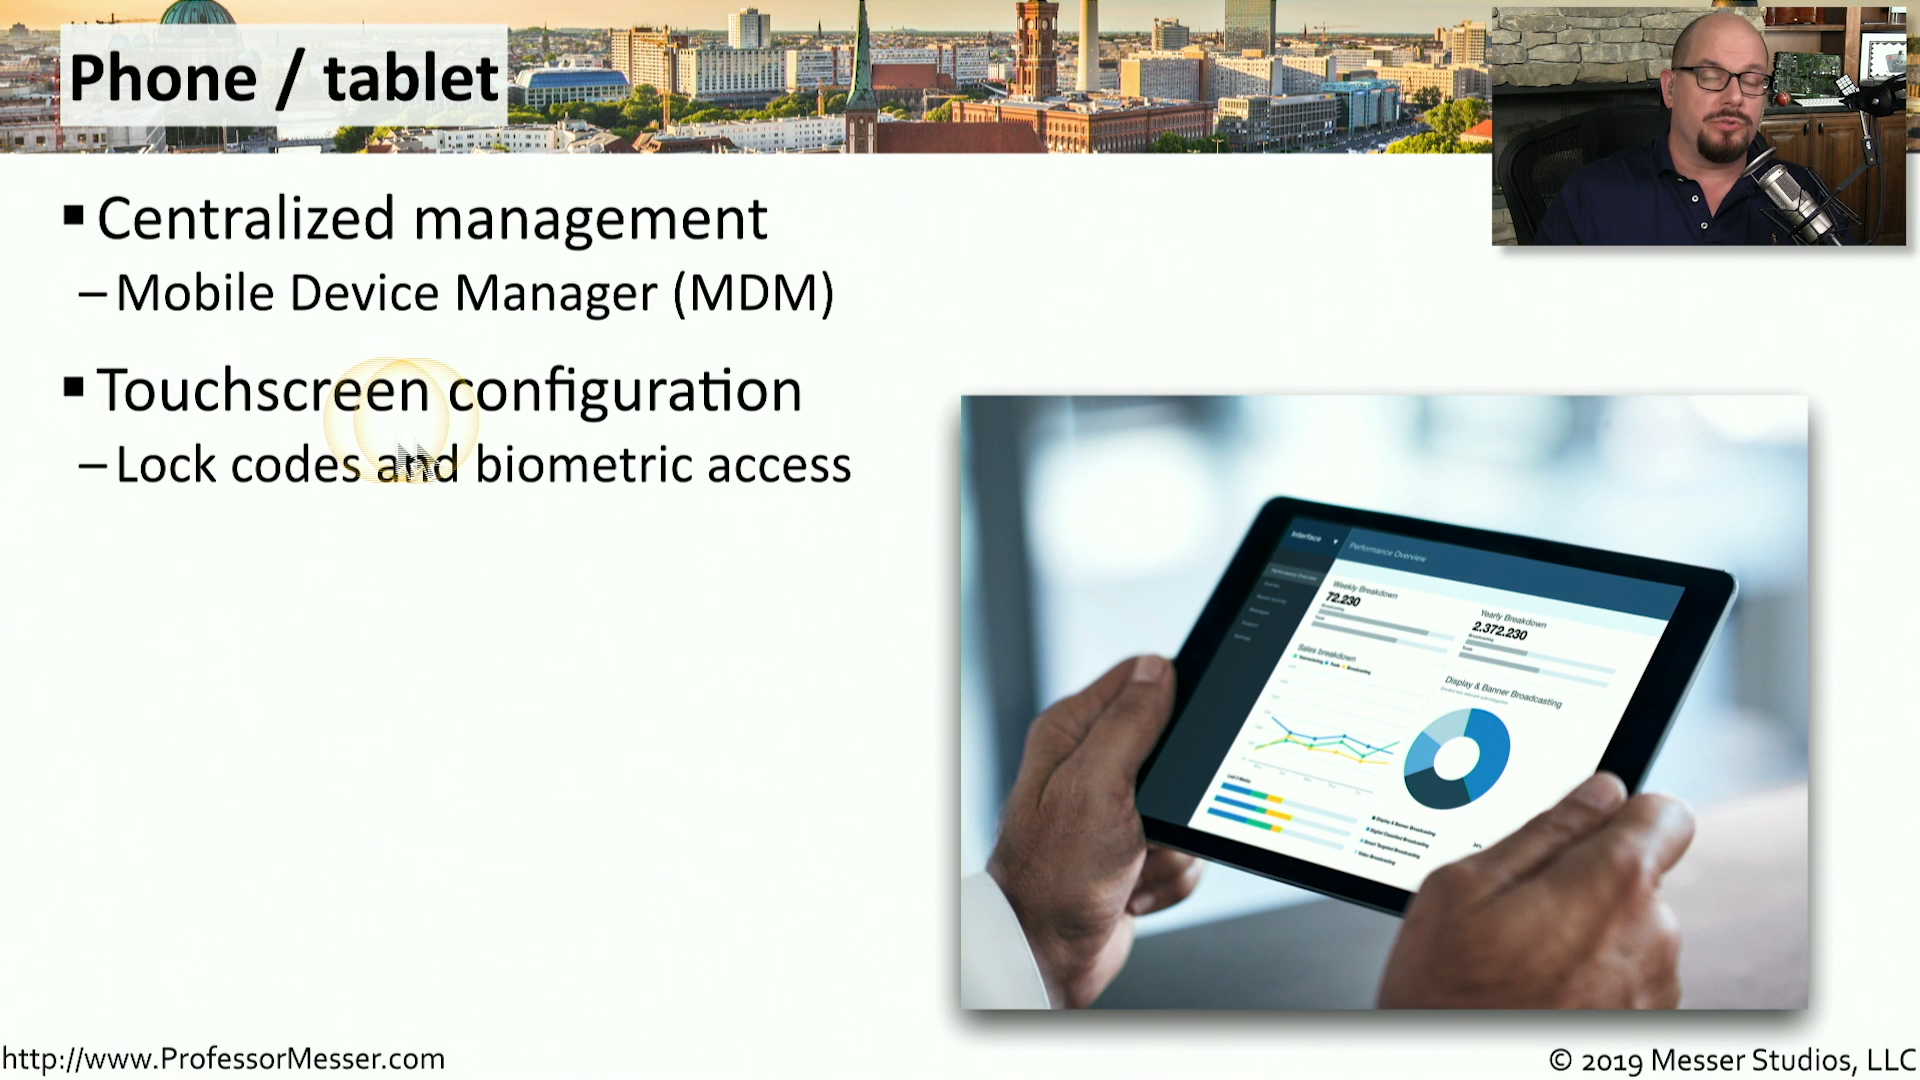 Phone / tablet
▪ Centralized management
– Mobile Device Manager (MDM)
▪ Touchscreen configuration
– Lock codes and biometric access
Interface
Performance Overview
Weekly Breakdown
72.230
Yearly Breakdown
2.372.230
Sales breakdown
Display & Banner Broadcasting
http://www.ProfessorMesser.com
© 2019 Messer Studios, LLC